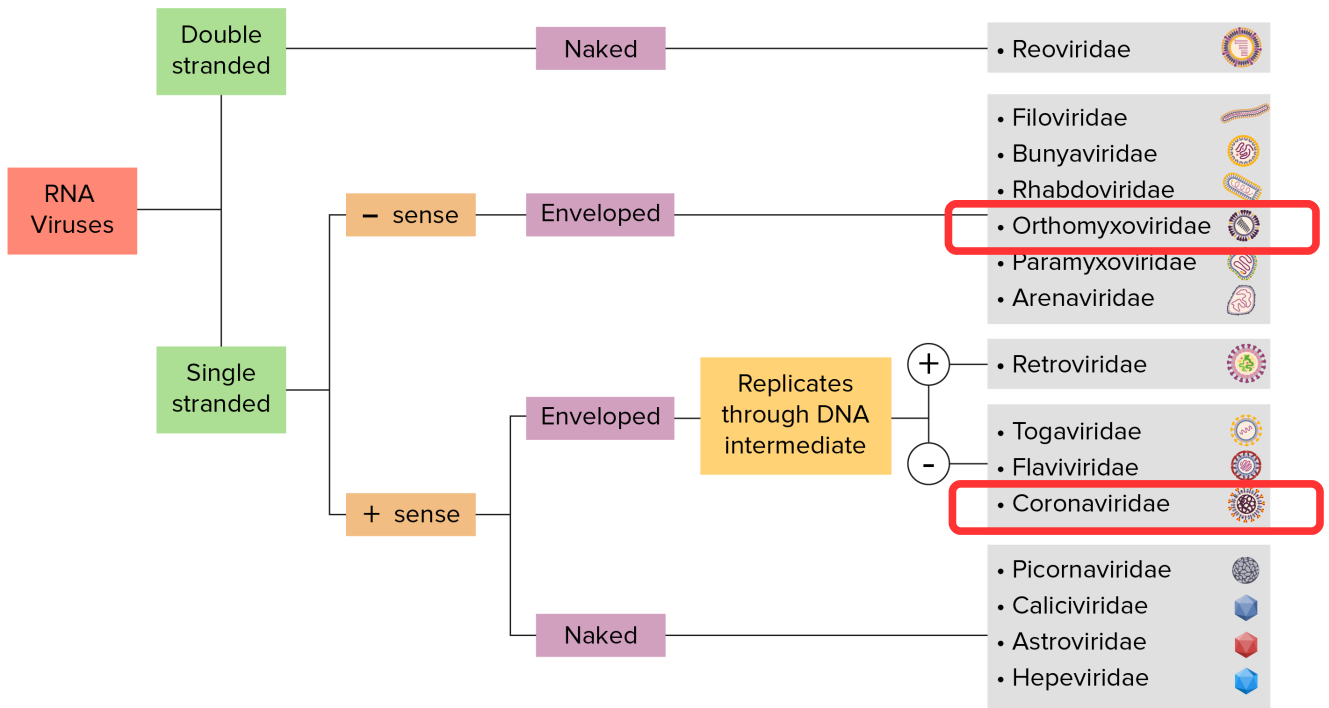 Double
stranded
Naked
• Reoviridae
RNA
Viruses
− sense
Enveloped
• Filoviridae
• Bunyaviridae
• Rhabdoviridae
• Orthomyxoviridae
• Paramyxoviridae
• Arenaviridae
Single
stranded
+ sense
Enveloped
Replicates
through DNA
intermediate
+
• Retroviridae
-
• Togaviridae
• Flaviviridae
• Coronaviridae
Naked
• Picornaviridae
• Caliciviridae
• Astroviridae
• Hepeviridae